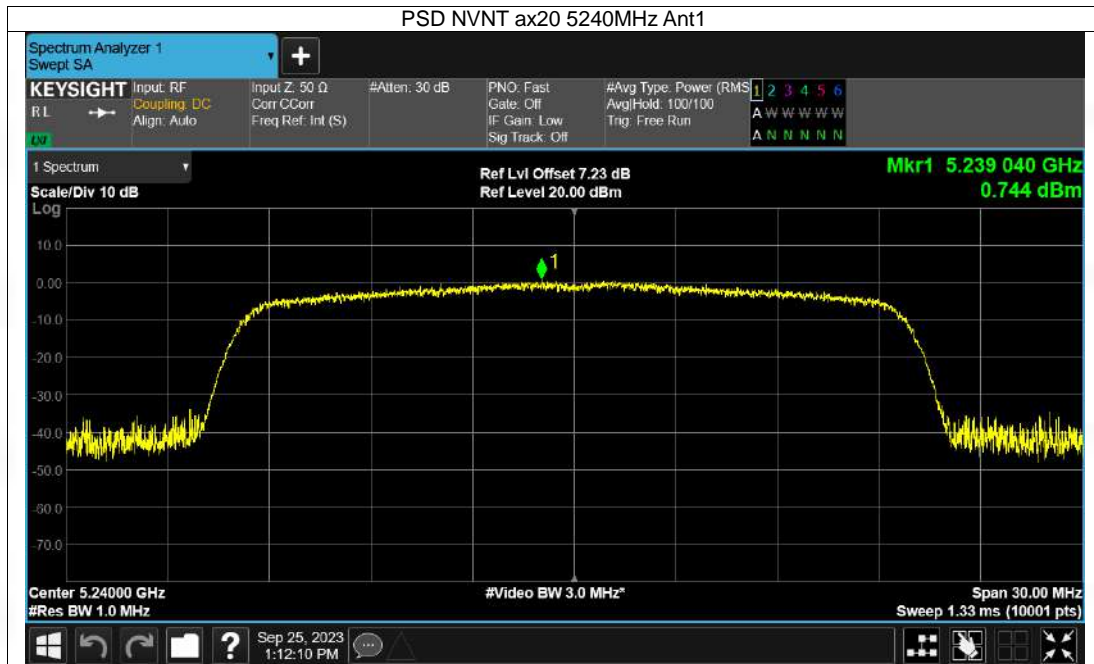 PSD NVNT ax20 5240MHz Ant1
Spectrum Analyzer 1
Swept SA
KEYSIGHT
RL
Input: RF
Coupling: DC
Align: Auto
Input Z: 50 Ω
Corr CCorr
Freq Ref: Int (S)
#Atten: 30 dB
PNO: Fast
Gate: Off
IF Gain: Low
Sig Track: Off
#Avg Type: Power (RMS
Avg|Hold: 100/100
Trig: Free Run
1 2 3 4 5 6
A W W W W W
A N N N N N
1 Spectrum
Scale/Div 10 dB
Ref Lvl Offset 7.23 dB
Ref Level 20.00 dBm
Mkr1 5.239 040 GHz
0.744 dBm
Log
10.0
0.00
-10.0
-20.0
-30.0
-40.0
-50.0
-60.0
-70.0
1
Center 5.24000 GHz
#Res BW 1.0 MHz
#Video BW 3.0 MHz*
Span 30.00 MHz
Sweep 1.33 ms (10001 pts)
?
Sep 25, 2023
1:12:10 PM